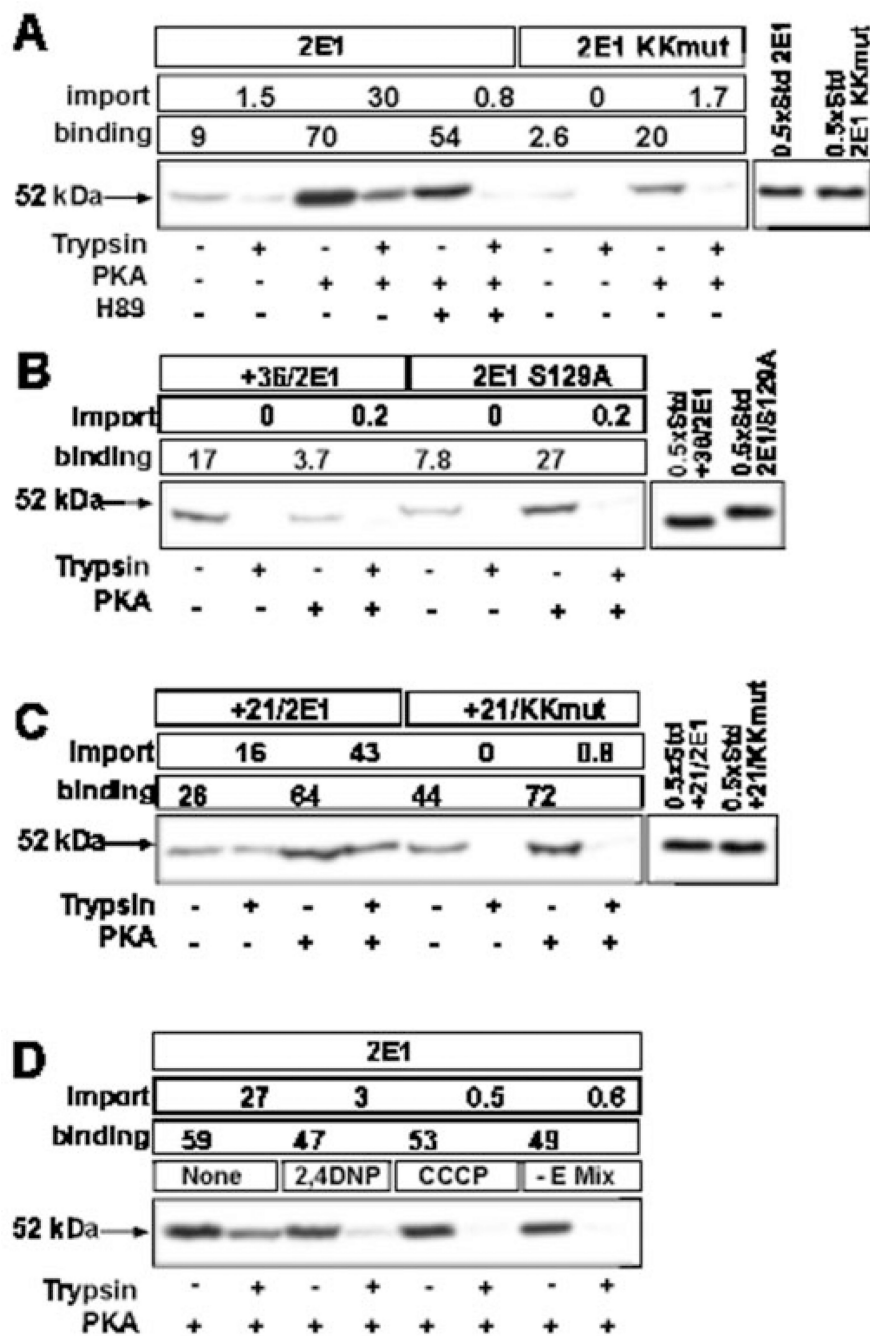 A
2E1 2E1 KKmut
0.5xStd 2E1
0.5xStd 2E1 KKmut
import 1.5 30 0.8 0 1.7
binding 9 70 54 2.6 20
52 kDa
Trypsin - + - + - + - + - +
PKA - - + + + + - - + +
H89 - - - - + + - - - -
B
+36/2E1 2E1 S129A
0.5xStd +36/2E1
0.5xStd 2E1/S129A
Import 0 0.2 0 0.2
binding 17 3.7 7.8 27
52 kDa
Trypsin - + - + - + - +
PKA - - + + - - + +
C
+21/2E1 +21/KKmut
0.5xStd +21/2E1
0.5xStd +21/KKmut
Import 16 43 0 0.8
binding 26 64 44 72
52 kDa
Trypsin - + - + - + - +
PKA - - + + - - + +
D
2E1
Import 27 3 0.5 0.6
binding 59 47 53 49
None 2,4DNP CCCP - E Mix
52 kDa
Trypsin - + - + - + - +
PKA + + + + + + + +